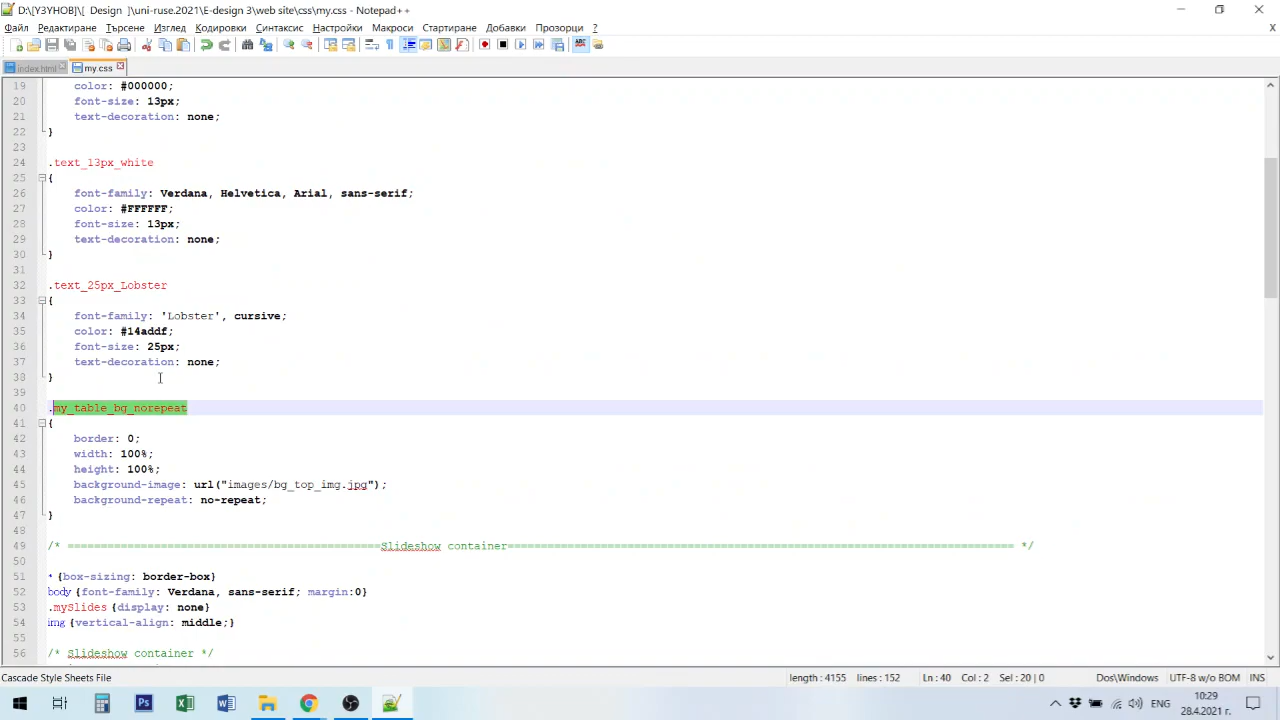 D:\[УЗУНОВ]\[ Design ]\uni-ruse.2021\E-design 3\web site\css\my.css - Notepad++
Файл Редактиране Търсене Изглед Кодировки Синтаксис Настройки Макроси Стартиране Добавки Прозорци ?
index.html my.css
19 color: #000000;
20 font-size: 13px;
21 text-decoration: none;
22 }
23
24 .text_13px_white
25 {
26 font-family: Verdana, Helvetica, Arial, sans-serif;
27 color: #FFFFFF;
28 font-size: 13px;
29 text-decoration: none;
30 }
31
32 .text_25px_Lobster
33 {
34 font-family: 'Lobster', cursive;
35 color: #14addf;
36 font-size: 25px;
37 text-decoration: none;
38 }
39
40 .my_table_bg_norepeat
41 {
42 border: 0;
43 width: 100%;
44 height: 100%;
45 background-image: url("images/bg_top_img.jpg");
46 background-repeat: no-repeat;
47 }
48
49 /* ===============================================Slideshow container============================================================================ */
50
51 * {box-sizing: border-box}
52 body {font-family: Verdana, sans-serif; margin:0}
53 .mySlides {display: none}
54 img {vertical-align: middle;}
55
56 /* Slideshow container */
Cascade Style Sheets File length : 4155 lines : 152 Ln : 40 Col : 2 Sel : 20 | 0 Dos\Windows UTF-8 w/o BOM INS
ENG 10:29
28.4.2021 г.